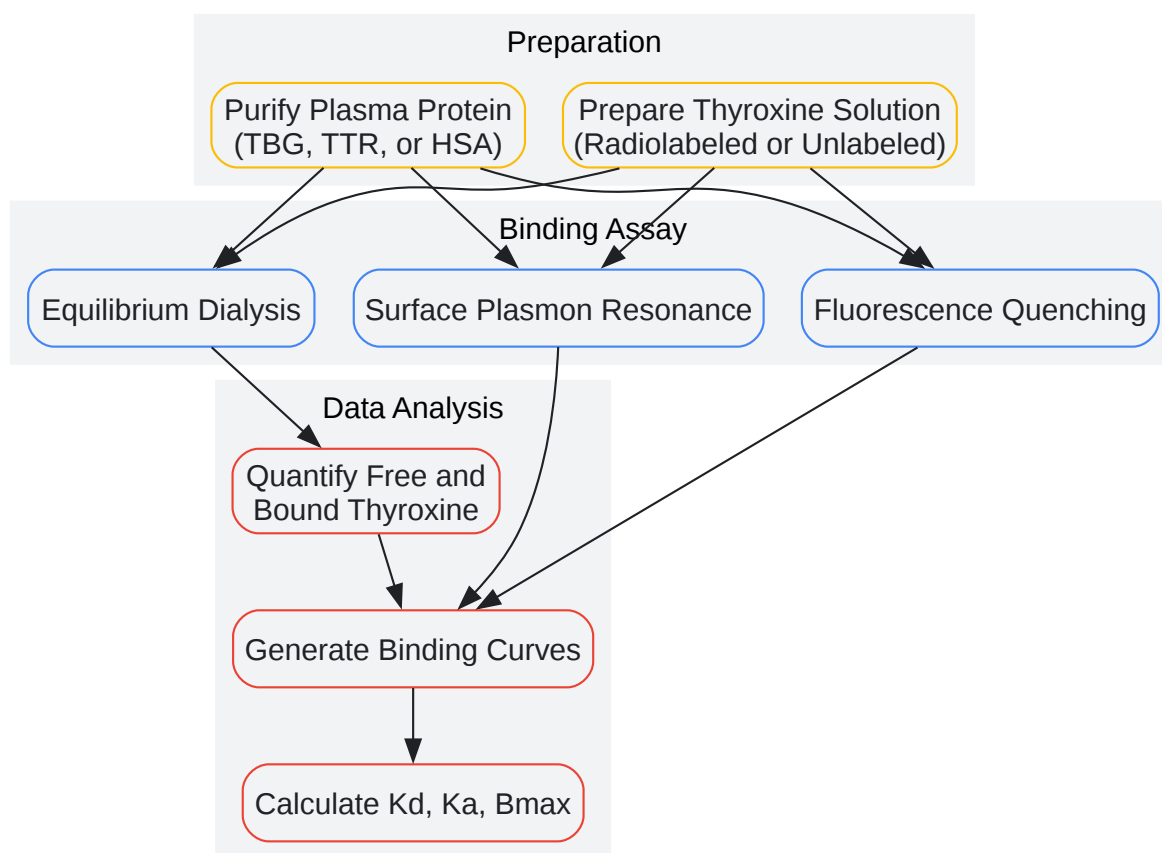 Preparation
Purify Plasma Protein
(TBG, TTR, or HSA)
Prepare Thyroxine Solution
(Radiolabeled or Unlabeled)
Binding Assay
Equilibrium Dialysis
Surface Plasmon Resonance
Fluorescence Quenching
Data Analysis
Quantify Free and
Bound Thyroxine
Generate Binding Curves
Calculate Kd, Ka, Bmax